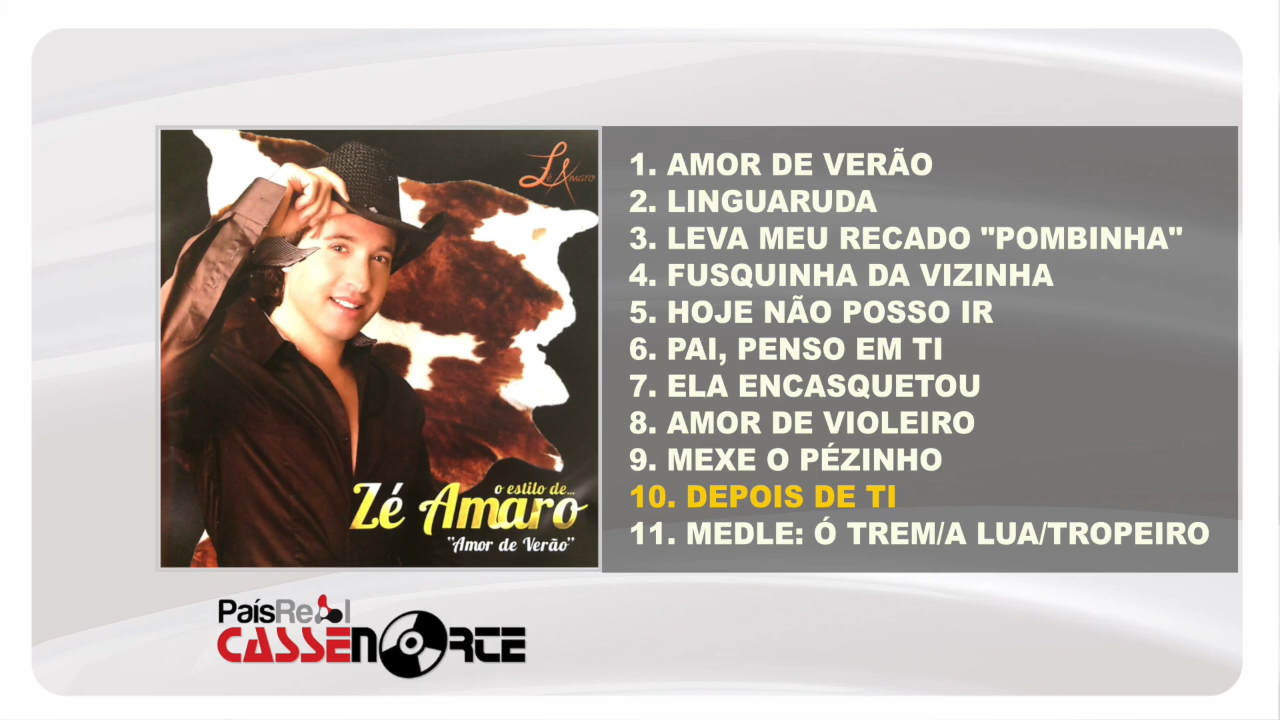 Zé Amaro
1. AMOR DE VERÃO
2. LINGUARUDA
3. LEVA MEU RECADO "POMBINHA"
4. FUSQUINHA DA VIZINHA
5. HOJE NÃO POSSO IR
6. PAI, PENSO EM TI
7. ELA ENCASQUETOU
8. AMOR DE VIOLEIRO
9. MEXE O PÉZINHO
10. DEPOIS DE TI
11. MEDLE: Ó TREM/A LUA/TROPEIRO
o estilo de...
Zé Amaro
"Amor de Verão"
PaísReal
CASSENORTE